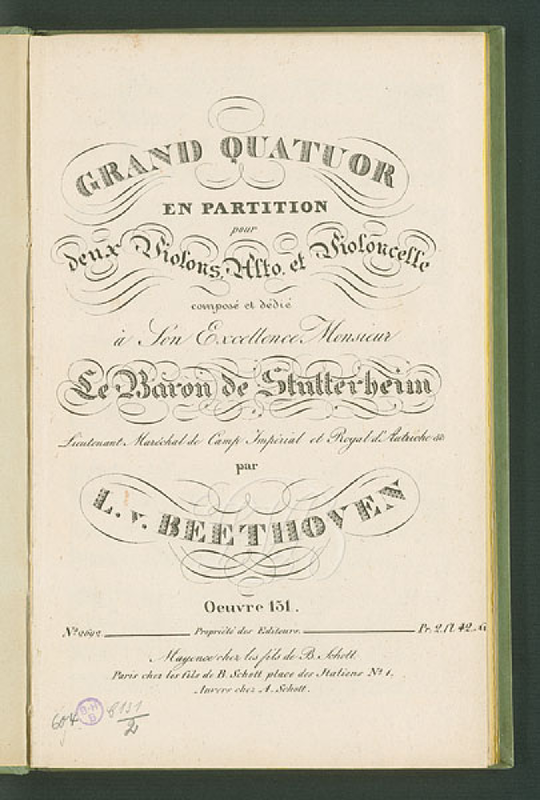 GRAND QUATUOR
EN PARTITION
pour
deux Violons, Alto, et Violoncelle
composé et dédié
à Son Excellence Monsieur
Le Baron de Stutterheim
Lieutenant Maréchal de Camp Impérial et Royal d'Autriche &c
par
L. v. BEETHOVEN
Oeuvre 131.
Nº 2692 Propriété des Editeurs. Pr. 2 fl. 42
Mayence chez les fils de B. Schott.
Paris chez les fils de B. Schott place des Italiens Nº 1.
Anvers chez A. Schott.
B-H
B